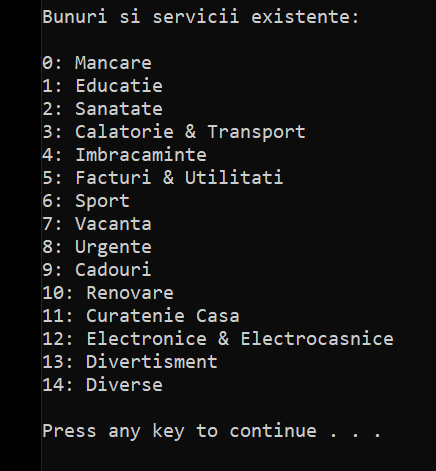 Bunuri si servicii existente:
0: Mancare
1: Educatie
2: Sanatate
3: Calatorie & Transport
4: Imbracaminte
5: Facturi & Utilitati
6: Sport
7: Vacanta
8: Urgente
9: Cadouri
10: Renovare
11: Curatenie Casa
12: Electronice & Electrocasnice
13: Divertisment
14: Diverse
Press any key to continue . . .